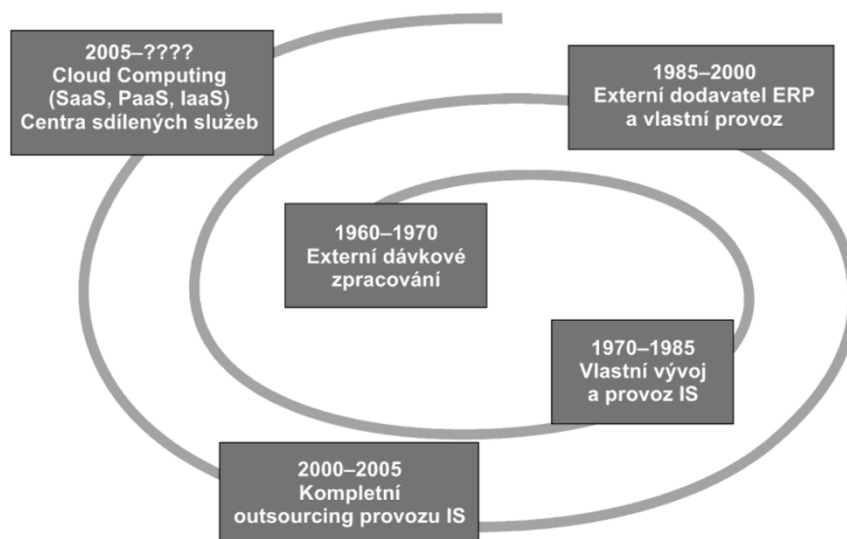 2005–????
Cloud Computing
(SaaS, PaaS, IaaS)
Centra sdílených služeb
1985–2000
Externí dodavatel ERP
a vlastní provoz
1960–1970
Externí dávkové
zpracování
1970–1985
Vlastní vývoj
a provoz IS
2000–2005
Kompletní
outsourcing provozu IS